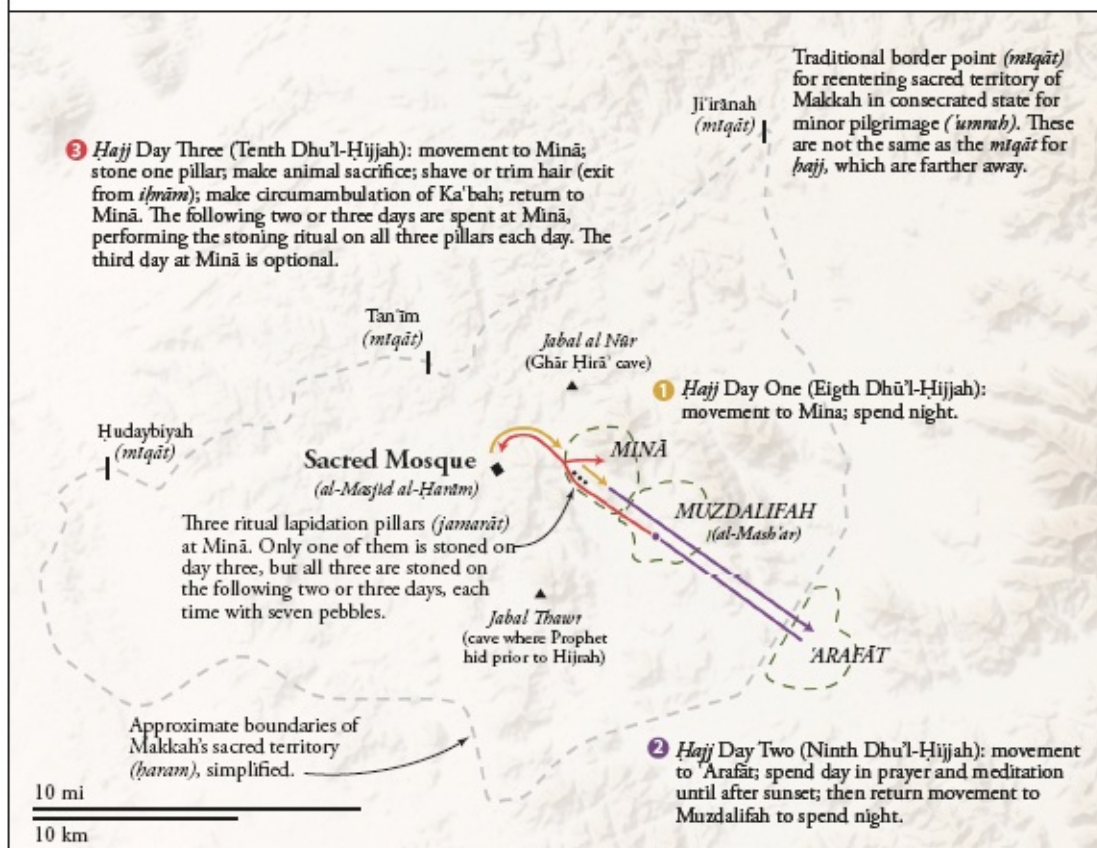 Traditional border point (mīqāt)
for reentering sacred territory of
Makkah in consecrated state for
minor pilgrimage (ʿumrah). These
are not the same as the mīqāt for
ḥajj, which are farther away.
Jiʿirānah
(mīqāt)
3 Ḥajj Day Three (Tenth Dhu’l-Ḥijjah): movement to Minā;
stone one pillar; make animal sacrifice; shave or trim hair (exit
from iḥrām); make circumambulation of Kaʿbah; return to
Minā. The following two or three days are spent at Minā,
performing the stoning ritual on all three pillars each day. The
third day at Minā is optional.
Tanʿīm
(mīqāt)
Jabal al Nūr
(Ghār Ḥirāʾ cave)
1 Ḥajj Day One (Eigth Dhū’l-Ḥijjah):
movement to Mina; spend night.
Ḥudaybiyah
(mīqāt)
Sacred Mosque
(al-Masjid al-Ḥarām)
MINĀ
MUZDALIFAH
(al-Mashʿar)
Three ritual lapidation pillars (jamarāt)
at Minā. Only one of them is stoned on
day three, but all three are stoned on
the following two or three days, each
time with seven pebbles.
Jabal Thawr
(cave where Prophet
hid prior to Hijrah)
ʿARAFĀT
Approximate boundaries of
Makkah’s sacred territory
(ḥaram), simplified.
2 Ḥajj Day Two (Ninth Dhu’l-Ḥijjah): movement
to ʿArafāt; spend day in prayer and meditation
until after sunset; then return movement to
Muzdalifah to spend night.
10 mi
10 km